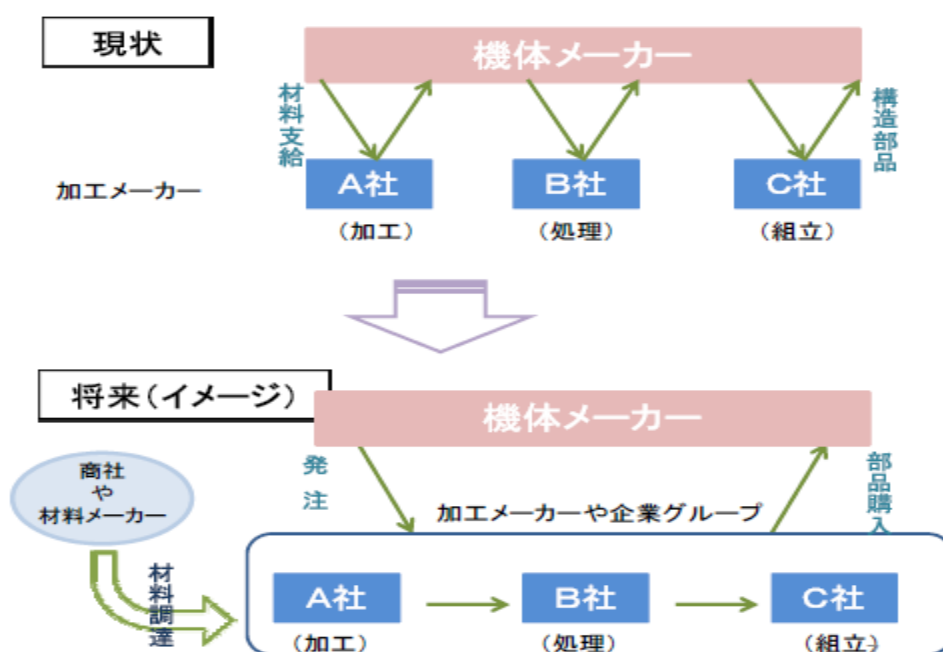 現状
機体メーカー
材料支給
構造部品
加工メーカー
A社
B社
C社
(加工)
(処理)
(組立)
将来(イメージ)
機体メーカー
商社
や
材料メーカー
発注
部品購入
加工メーカーや企業グループ
材料調達
A社
B社
C社
(加工)
(処理)
(組立)